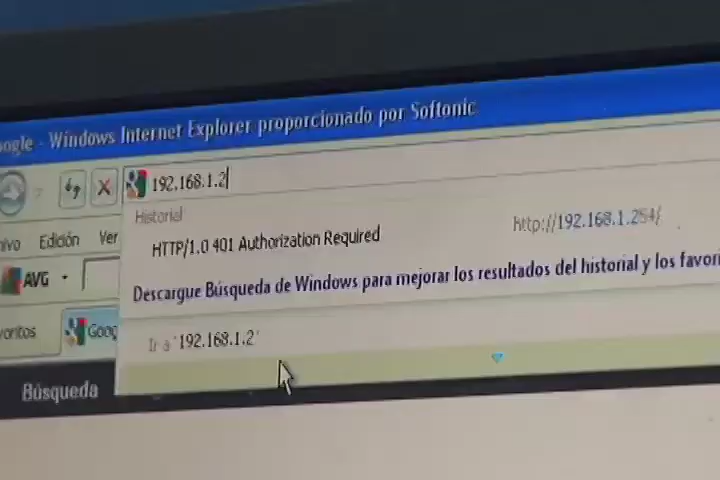 oogle - Windows Internet Explorer proporcionado por Softonic
192.168.1.2
Historial
HTTP/1.0 401 Authorization Required http://192.168.1.254/
Descargue Búsqueda de Windows para mejorar los resultados del historial y los favori
Ir a '192.168.1.2'
ivo Edición Ver
AVG
voritos Goog
Búsqueda